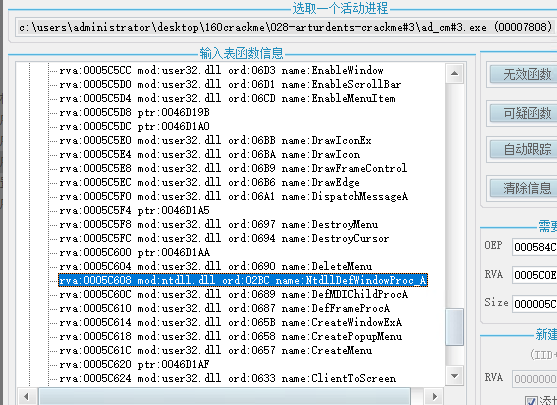 选取一个活动进程
c:\users\administrator\desktop\160crackme\028-arturdents-crackme#3\ad_cm#3.exe (00007808)
输入表函数信息
rva:0005C5CC mod:user32.dll ord:06D3 name:EnableWindow
rva:0005C5D0 mod:user32.dll ord:06D1 name:EnableScrollBar
rva:0005C5D4 mod:user32.dll ord:06CD name:EnableMenuItem
rva:0005C5D8 ptr:0046D19B
rva:0005C5DC ptr:0046D1A0
rva:0005C5E0 mod:user32.dll ord:06BB name:DrawIconEx
rva:0005C5E4 mod:user32.dll ord:06BA name:DrawIcon
rva:0005C5E8 mod:user32.dll ord:06B9 name:DrawFrameControl
rva:0005C5EC mod:user32.dll ord:06B6 name:DrawEdge
rva:0005C5F0 mod:user32.dll ord:06A1 name:DispatchMessageA
rva:0005C5F4 ptr:0046D1A5
rva:0005C5F8 mod:user32.dll ord:0697 name:DestroyMenu
rva:0005C5FC mod:user32.dll ord:0694 name:DestroyCursor
rva:0005C600 ptr:0046D1AA
rva:0005C604 mod:user32.dll ord:0690 name:DeleteMenu
rva:0005C608 mod:ntdll.dll ord:02BC name:NtdllDefWindowProc_A
rva:0005C60C mod:user32.dll ord:0689 name:DefMDIChildProcA
rva:0005C610 mod:user32.dll ord:0687 name:DefFrameProcA
rva:0005C614 mod:user32.dll ord:065B name:CreateWindowExA
rva:0005C618 mod:user32.dll ord:0658 name:CreatePopupMenu
rva:0005C61C mod:user32.dll ord:0657 name:CreateMenu
rva:0005C620 ptr:0046D1AF
rva:0005C624 mod:user32.dll ord:0633 name:ClientToScreen
无效函数
可疑函数
自动跟踪
清除信息
需要
OEP 000584C
RVA 0005C0E
Size 000005C
新建
(IID+
RVA 0000000
添加